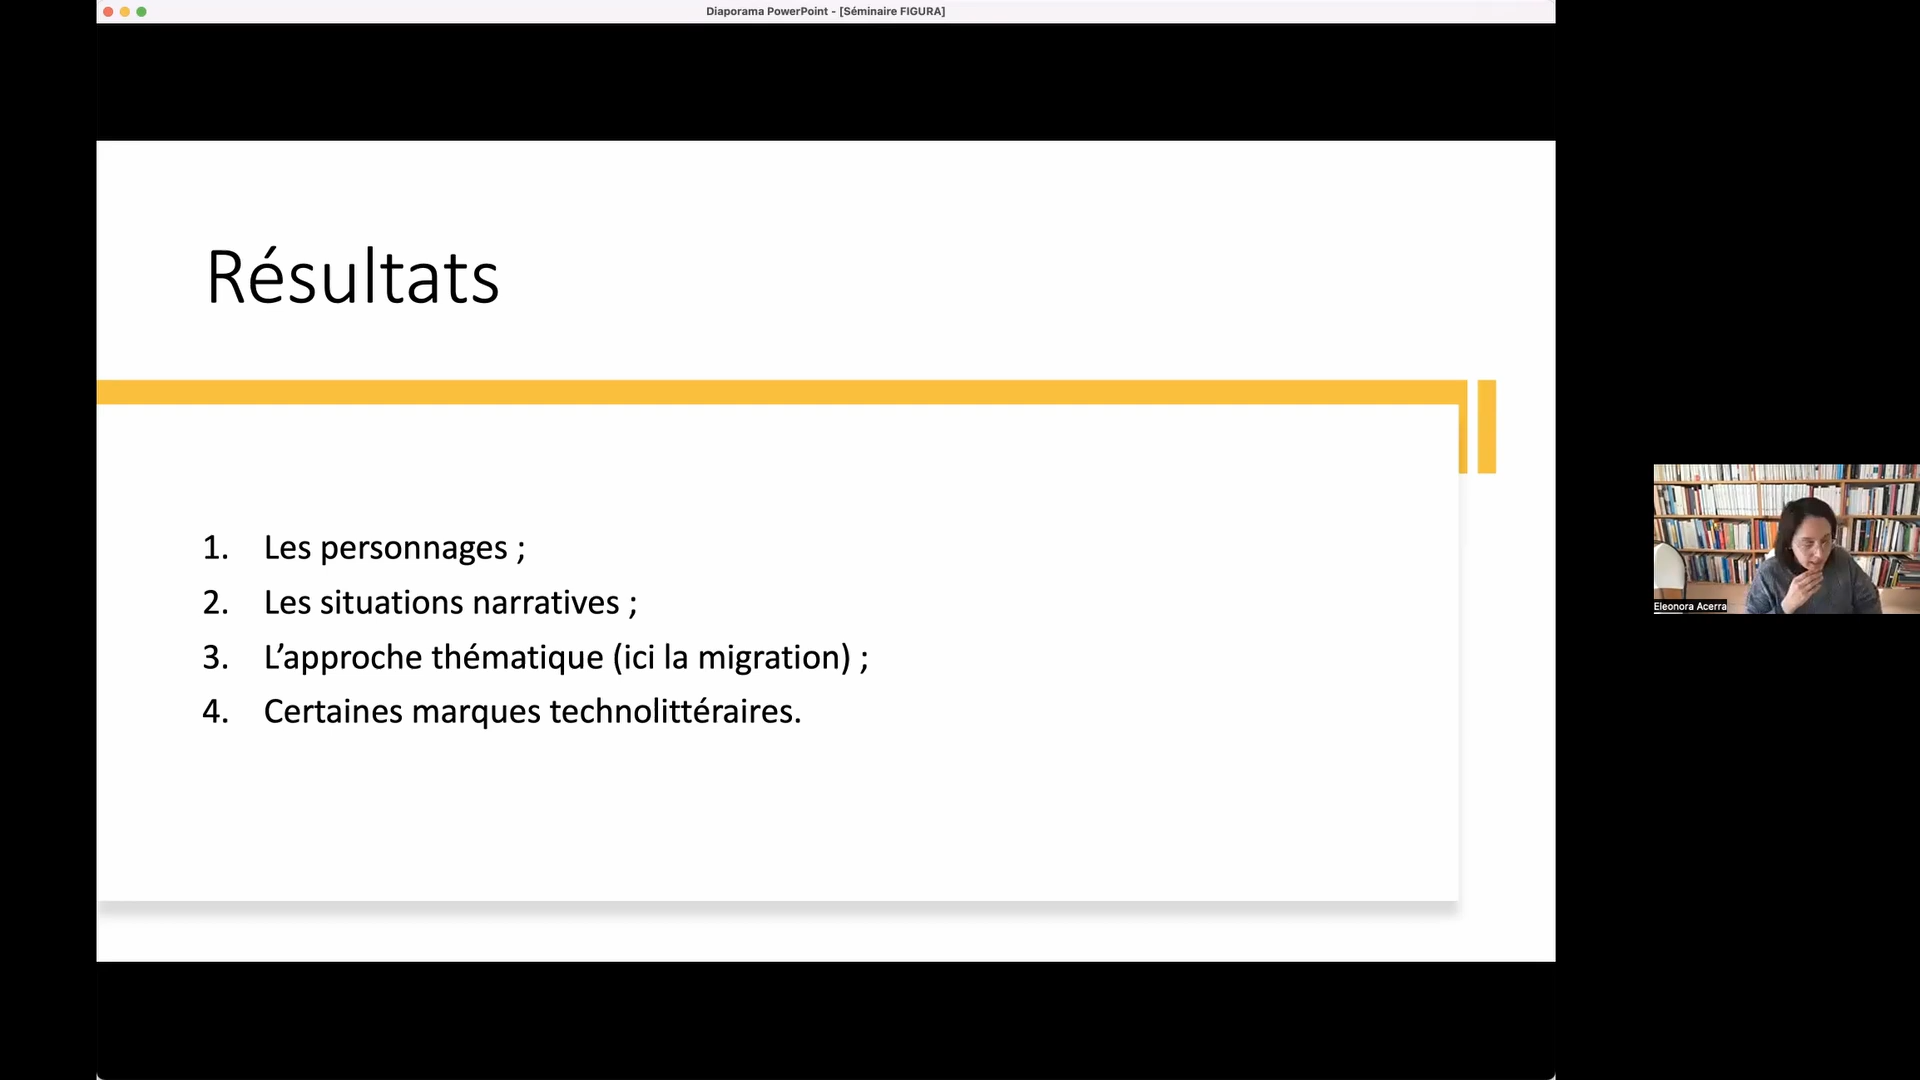 Diaporama PowerPoint - [Séminaire FIGURA]
Résultats
1. Les personnages ;
2. Les situations narratives ;
3. L’approche thématique (ici la migration) ;
4. Certaines marques technolittéraires.
Eleonora Acerra